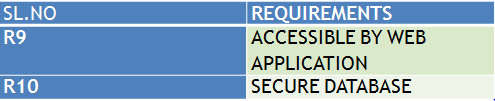 SL.NO REQUIREMENTS
R9 ACCESSIBLE BY WEB
APPLICATION
R10 SECURE DATABASE